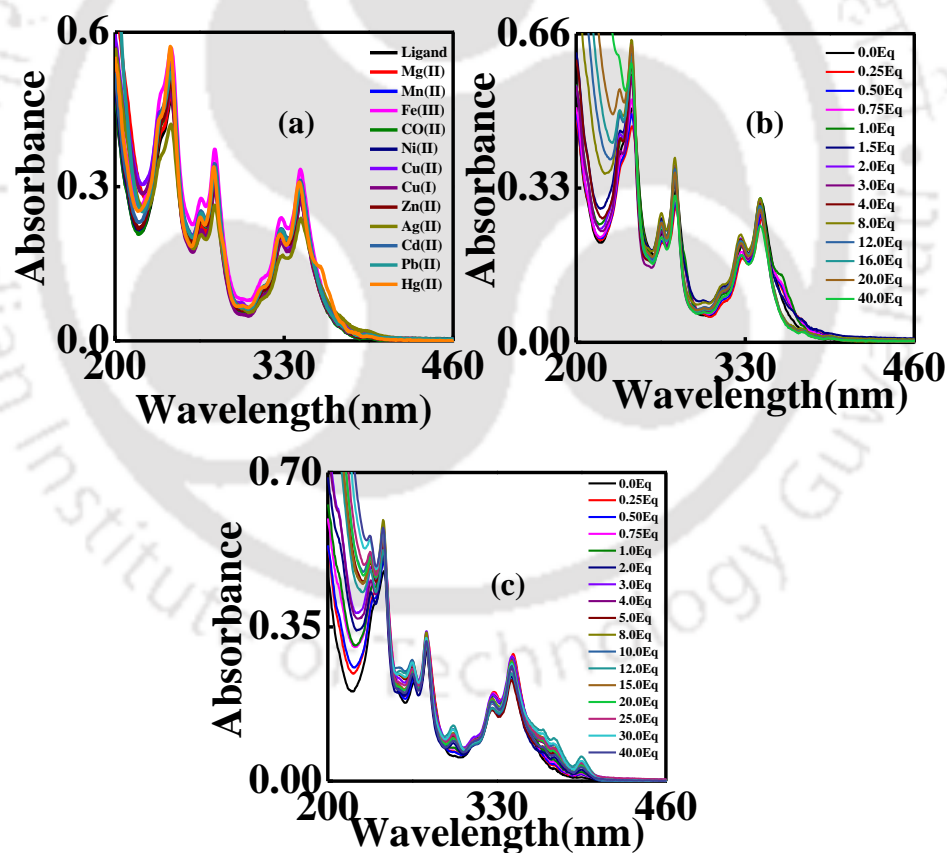 0.6
0.3
0.0
200
330
460
Absorbance
Wavelength(nm)
(a)
Ligand
Mg(II)
Mn(II)
Fe(III)
CO(II)
Ni(II)
Cu(II)
Cu(I)
Zn(II)
Ag(II)
Cd(II)
Pb(II)
Hg(II)
0.66
0.33
0.00
200
330
460
Absorbance
Wavelength(nm)
(b)
0.0Eq
0.25Eq
0.50Eq
0.75Eq
1.0Eq
1.5Eq
2.0Eq
3.0Eq
4.0Eq
8.0Eq
12.0Eq
16.0Eq
20.0Eq
40.0Eq
0.70
0.35
0.00
200
330
460
Absorbance
Wavelength(nm)
(c)
0.0Eq
0.25Eq
0.50Eq
0.75Eq
1.0Eq
2.0Eq
3.0Eq
4.0Eq
5.0Eq
8.0Eq
10.0Eq
12.0Eq
15.0Eq
20.0Eq
25.0Eq
30.0Eq
40.0Eq
Indian Institute of Technology Guw